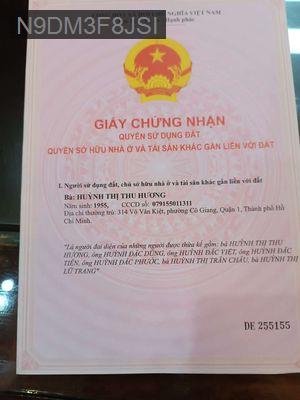 N9DM3F8JSI
NGHĨA VIỆT NAM
Hạnh phúc
GIẤY CHỨNG NHẬN
QUYỀN SỬ DỤNG ĐẤT
QUYỀN SỞ HỮU NHÀ Ở VÀ TÀI SẢN KHÁC GẮN LIỀN VỚI ĐẤT
I. Người sử dụng đất, chủ sở hữu nhà ở và tài sản khác gắn liền với đất
Bà: HUỲNH THỊ THU HƯƠNG
Năm sinh: 1955, CCCD số: 079155011311
Địa chỉ thường trú: 314 Võ Văn Kiệt, phường Cô Giang, Quận 1, Thành phố Hồ
Chí Minh.
"Là người đại diện của những người được thừa kế gồm: bà HUỲNH THỊ THU
HƯƠNG, ông HUỲNH ĐẮC DŨNG, ông HUỲNH ĐẮC VIỆT, ông HUỲNH ĐẮC
TIẾN, ông HUỲNH ĐẮC PHƯỚC, bà HUỲNH THỊ TRÂN CHÂU, bà HUỲNH THỊ
LỮ TRANG"
DE 255155